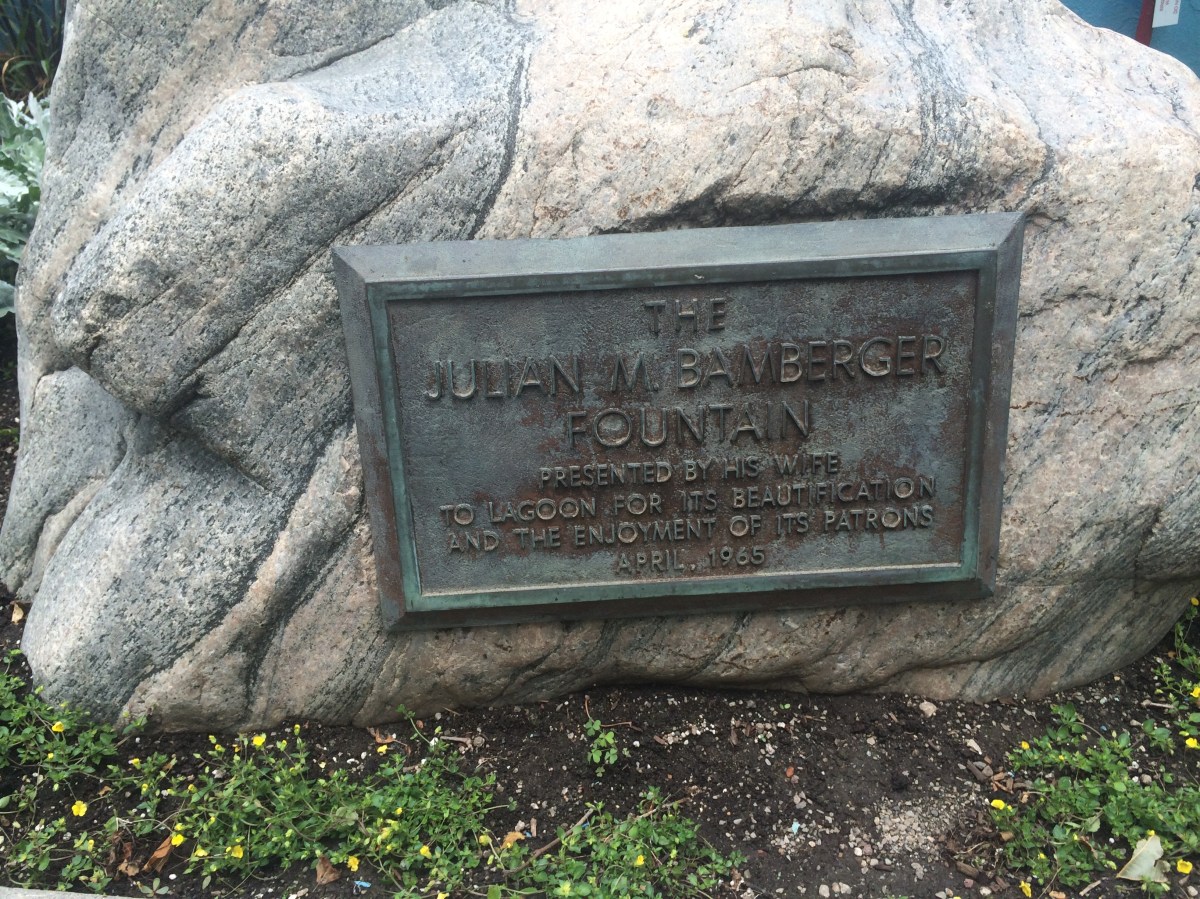 THE
JULIAN M. BAMBERGER
FOUNTAIN
PRESENTED BY HIS WIFE
TO LAGOON FOR ITS BEAUTIFICATION
AND THE ENJOYMENT OF ITS PATRONS
APRIL, 1965